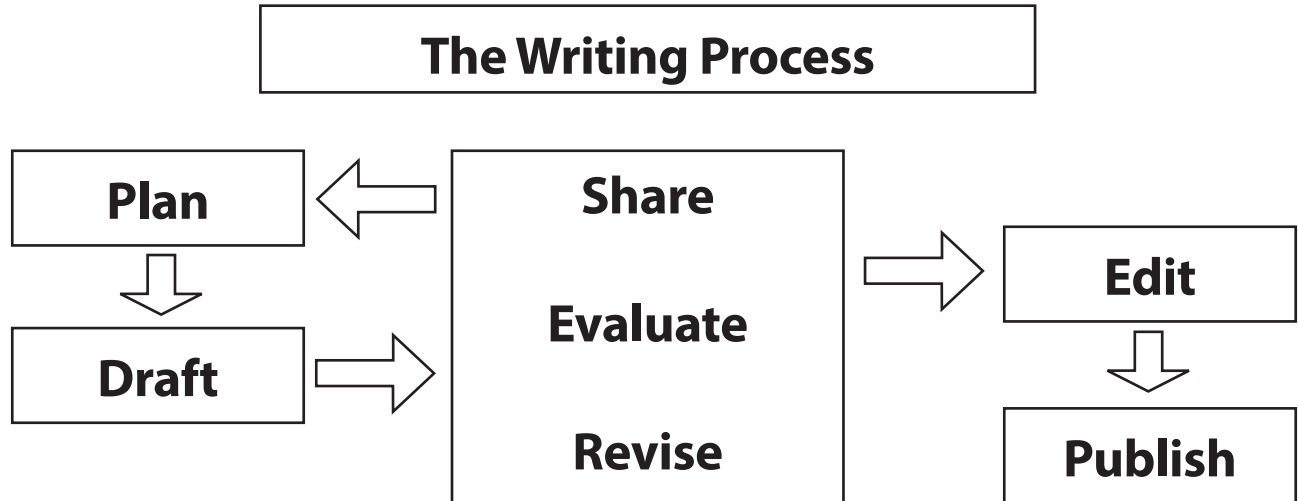 The Writing Process
Plan
Draft
Share
Evaluate
Revise
Edit
Publish